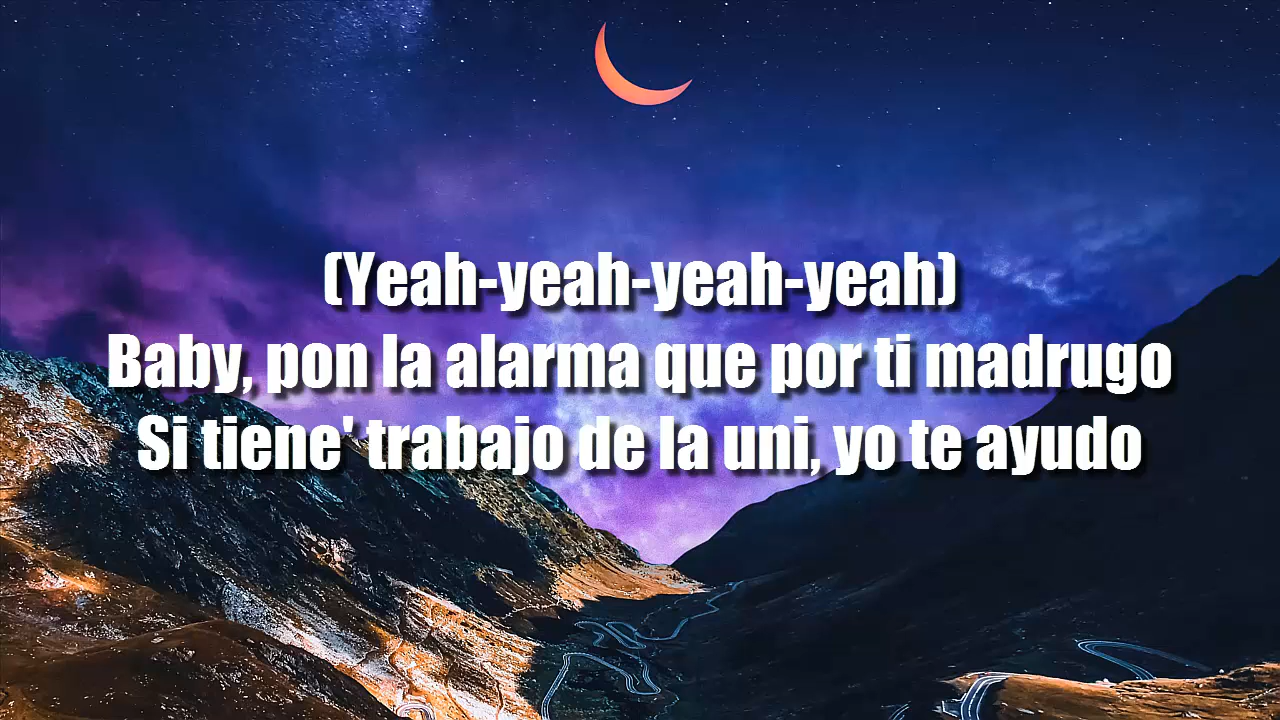 (Yeah-yeah-yeah-yeah)
Baby, pon la alarma que por ti madrugo
Si tiene' trabajo de la uni, yo te ayudo